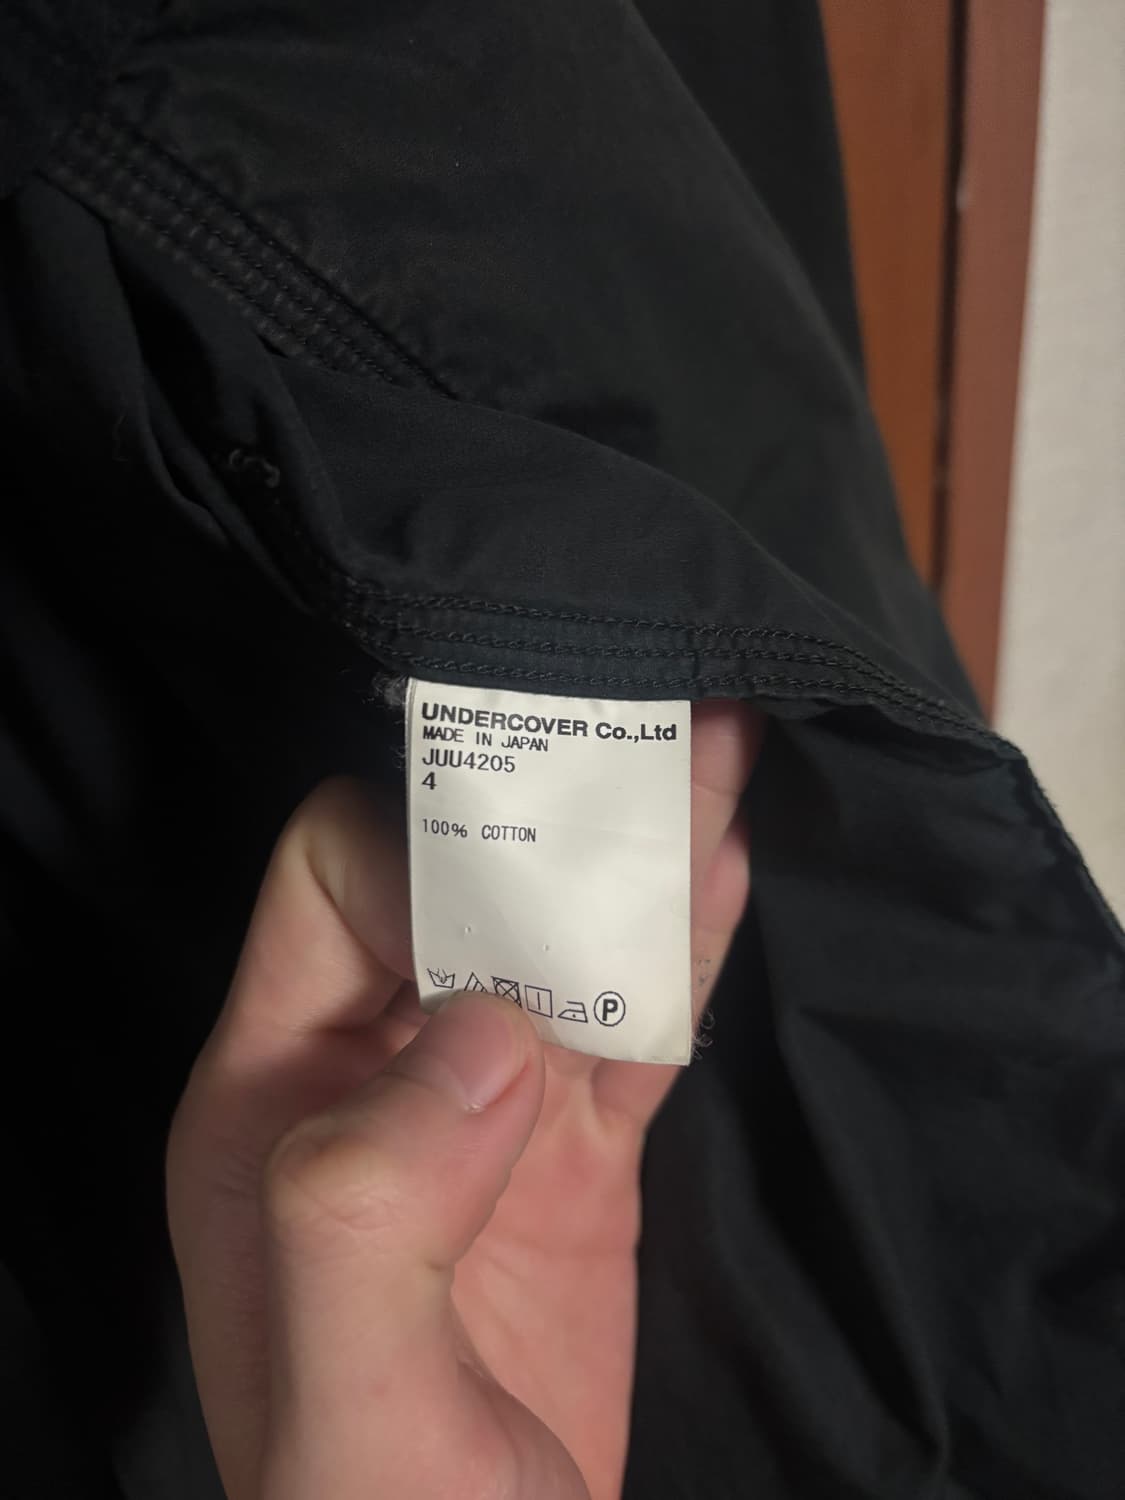 UNDERCOVER Co.,Ltd
MADE IN JAPAN
JUU4205
4
100% COTTON
P